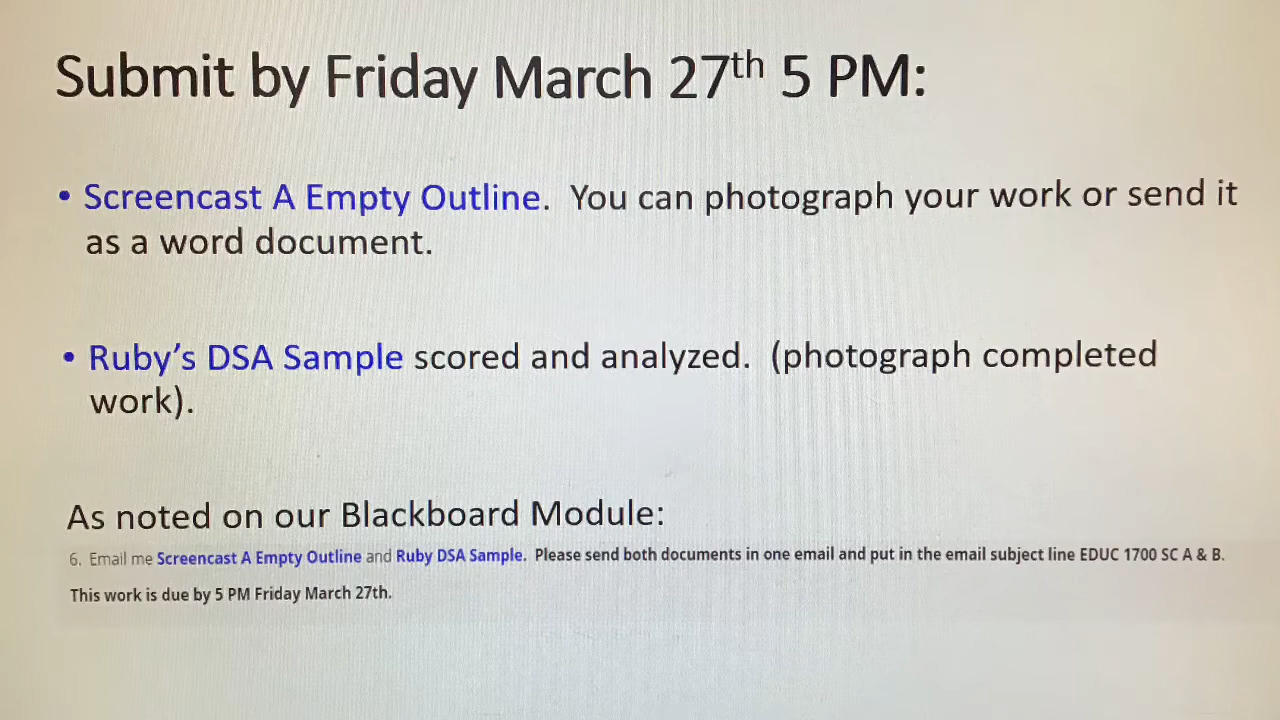 Submit by Friday March 27th 5 PM:
• Screencast A Empty Outline. You can photograph your work or send it
as a word document.
• Ruby’s DSA Sample scored and analyzed. (photograph completed
work).
As noted on our Blackboard Module:
6. Email me Screencast A Empty Outline and Ruby DSA Sample. Please send both documents in one email and put in the email subject line EDUC 1700 SC A & B.
This work is due by 5 PM Friday March 27th.